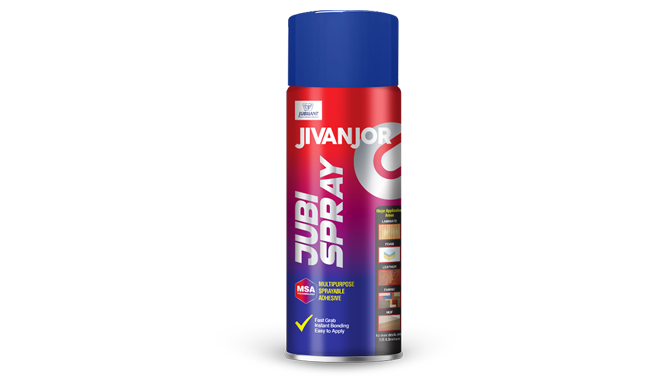 JUBILANT
JIVANJOR
JUBI
SPRAY
MSA
MULTIPURPOSE
SPRAYABLE
ADHESIVE
Fast Grab
Instant Bonding
Easy to Apply
Application
LAMINATE
FOAM
LEATHER
FABRIC